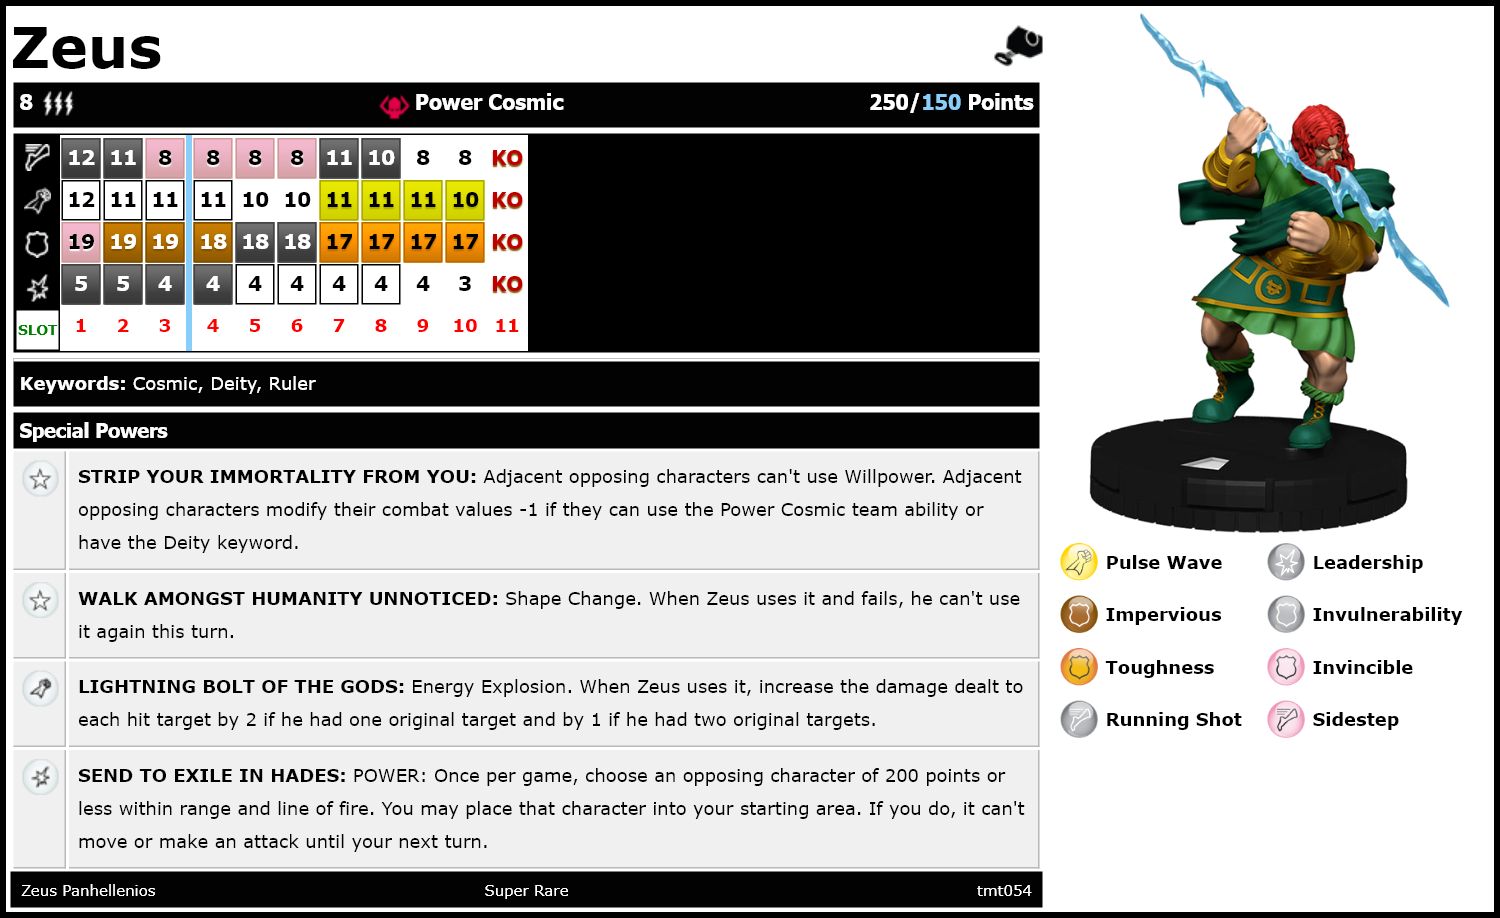 Zeus
8 Power Cosmic 250/150 Points
12 11 8 8 8 8 11 10 8 8 KO
12 11 11 11 10 10 11 11 11 10 KO
19 19 19 18 18 18 17 17 17 17 KO
5 5 4 4 4 4 4 4 4 3 KO
SLOT 1 2 3 4 5 6 7 8 9 10 11
Keywords: Cosmic, Deity, Ruler
Special Powers
STRIP YOUR IMMORTALITY FROM YOU: Adjacent opposing characters can't use Willpower. Adjacent
opposing characters modify their combat values -1 if they can use the Power Cosmic team ability or
have the Deity keyword.
WALK AMONGST HUMANITY UNNOTICED: Shape Change. When Zeus uses it and fails, he can't use
it again this turn.
LIGHTNING BOLT OF THE GODS: Energy Explosion. When Zeus uses it, increase the damage dealt to
each hit target by 2 if he had one original target and by 1 if he had two original targets.
SEND TO EXILE IN HADES: POWER: Once per game, choose an opposing character of 200 points or
less within range and line of fire. You may place that character into your starting area. If you do, it can't
move or make an attack until your next turn.
Zeus Panhellenios Super Rare tmt054
Pulse Wave Leadership
Impervious Invulnerability
Toughness Invincible
Running Shot Sidestep